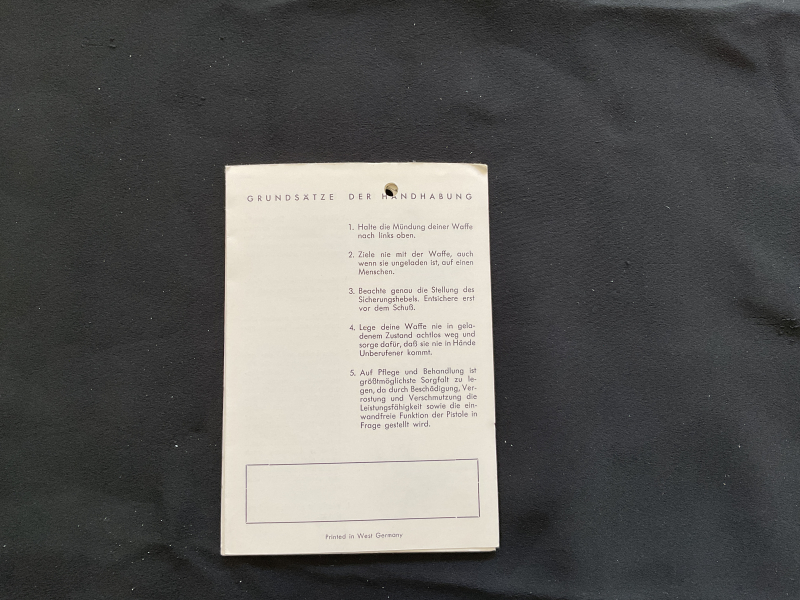 GRUNDSÄTZE DER HANDHABUNG
1. Halte die Mündung deiner Waffe
nach links oben.
2. Ziele nie mit der Waffe, auch
wenn sie ungeladen ist, auf einen
Menschen.
3. Beachte genau die Stellung des
Sicherungshebels. Entsichere erst
vor dem Schuß.
4. Lege deine Waffe nie in gela-
denem Zustand achtlos weg und
sorge dafür, daß sie nie in Hände
Unberufener kommt.
5. Auf Pflege und Behandlung ist
größtmöglichste Sorgfalt zu le-
gen, da durch Beschädigung, Ver-
rostung und Verschmutzung die
Leistungsfähigkeit sowie die ein-
wandfreie Funktion der Pistole in
Frage gestellt wird.
Printed in West Germany